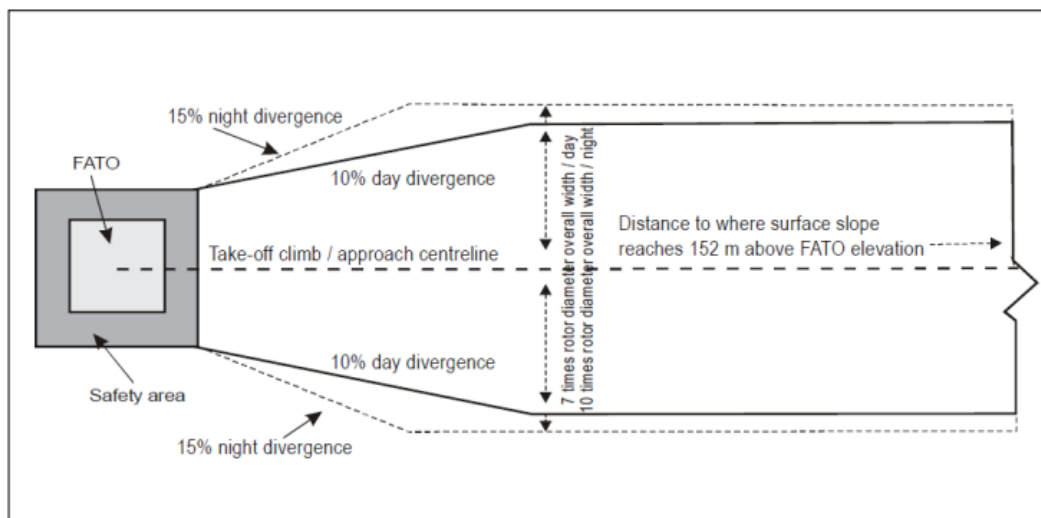 15% night divergence
FATO
10% day divergence
Take-off climb / approach centreline
7 times rotor diameter overall width / day
10 times rotor diameter overall width / night
Distance to where surface slope
reaches 152 m above FATO elevation
10% day divergence
Safety area
15% night divergence